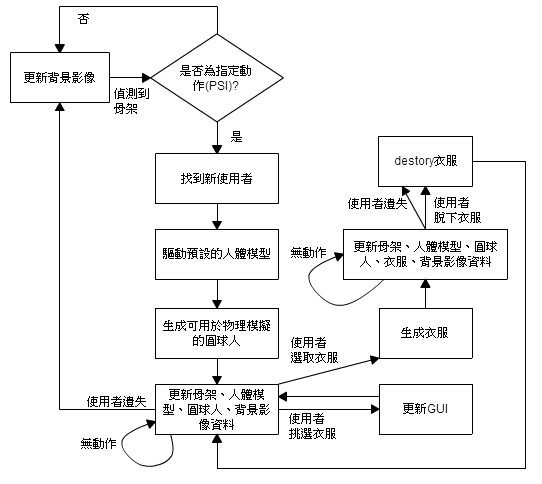 否
更新背景影像
偵測到
骨架
是否為指定動
作(PSI)?
是
找到新使用者
驅動預設的人體模型
生成可用於物理模擬
的圓球人
更新骨架、人體模
型、圓球人、背景影
像資料
使用者遺失
無動作
使用者
選取衣服
使用者
挑選衣服
更新GUI
生成衣服
更新骨架、人體模型、圓球
人、衣服、背景影像資料
無動作
使用者遺失
使用者
脫下衣服
destory衣服